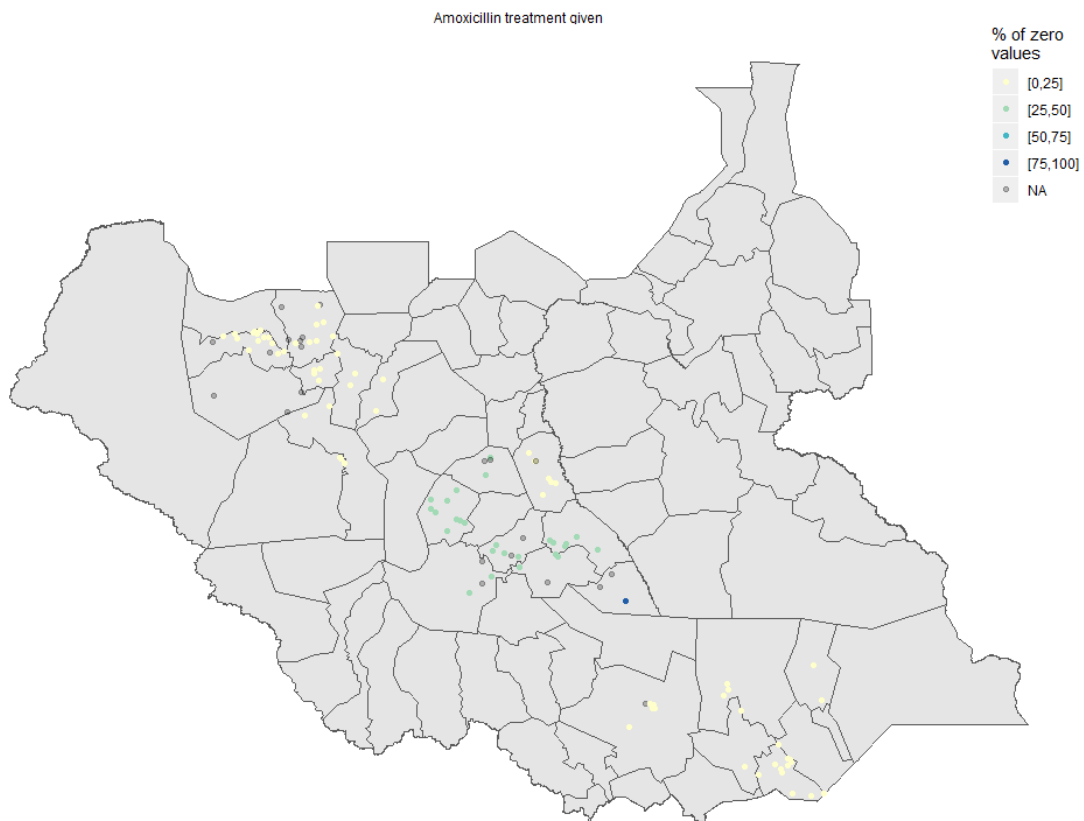 Amoxicillin treatment given
% of zero
values
[0,25]
[25,50)
[50,75]
[75,100]
NA